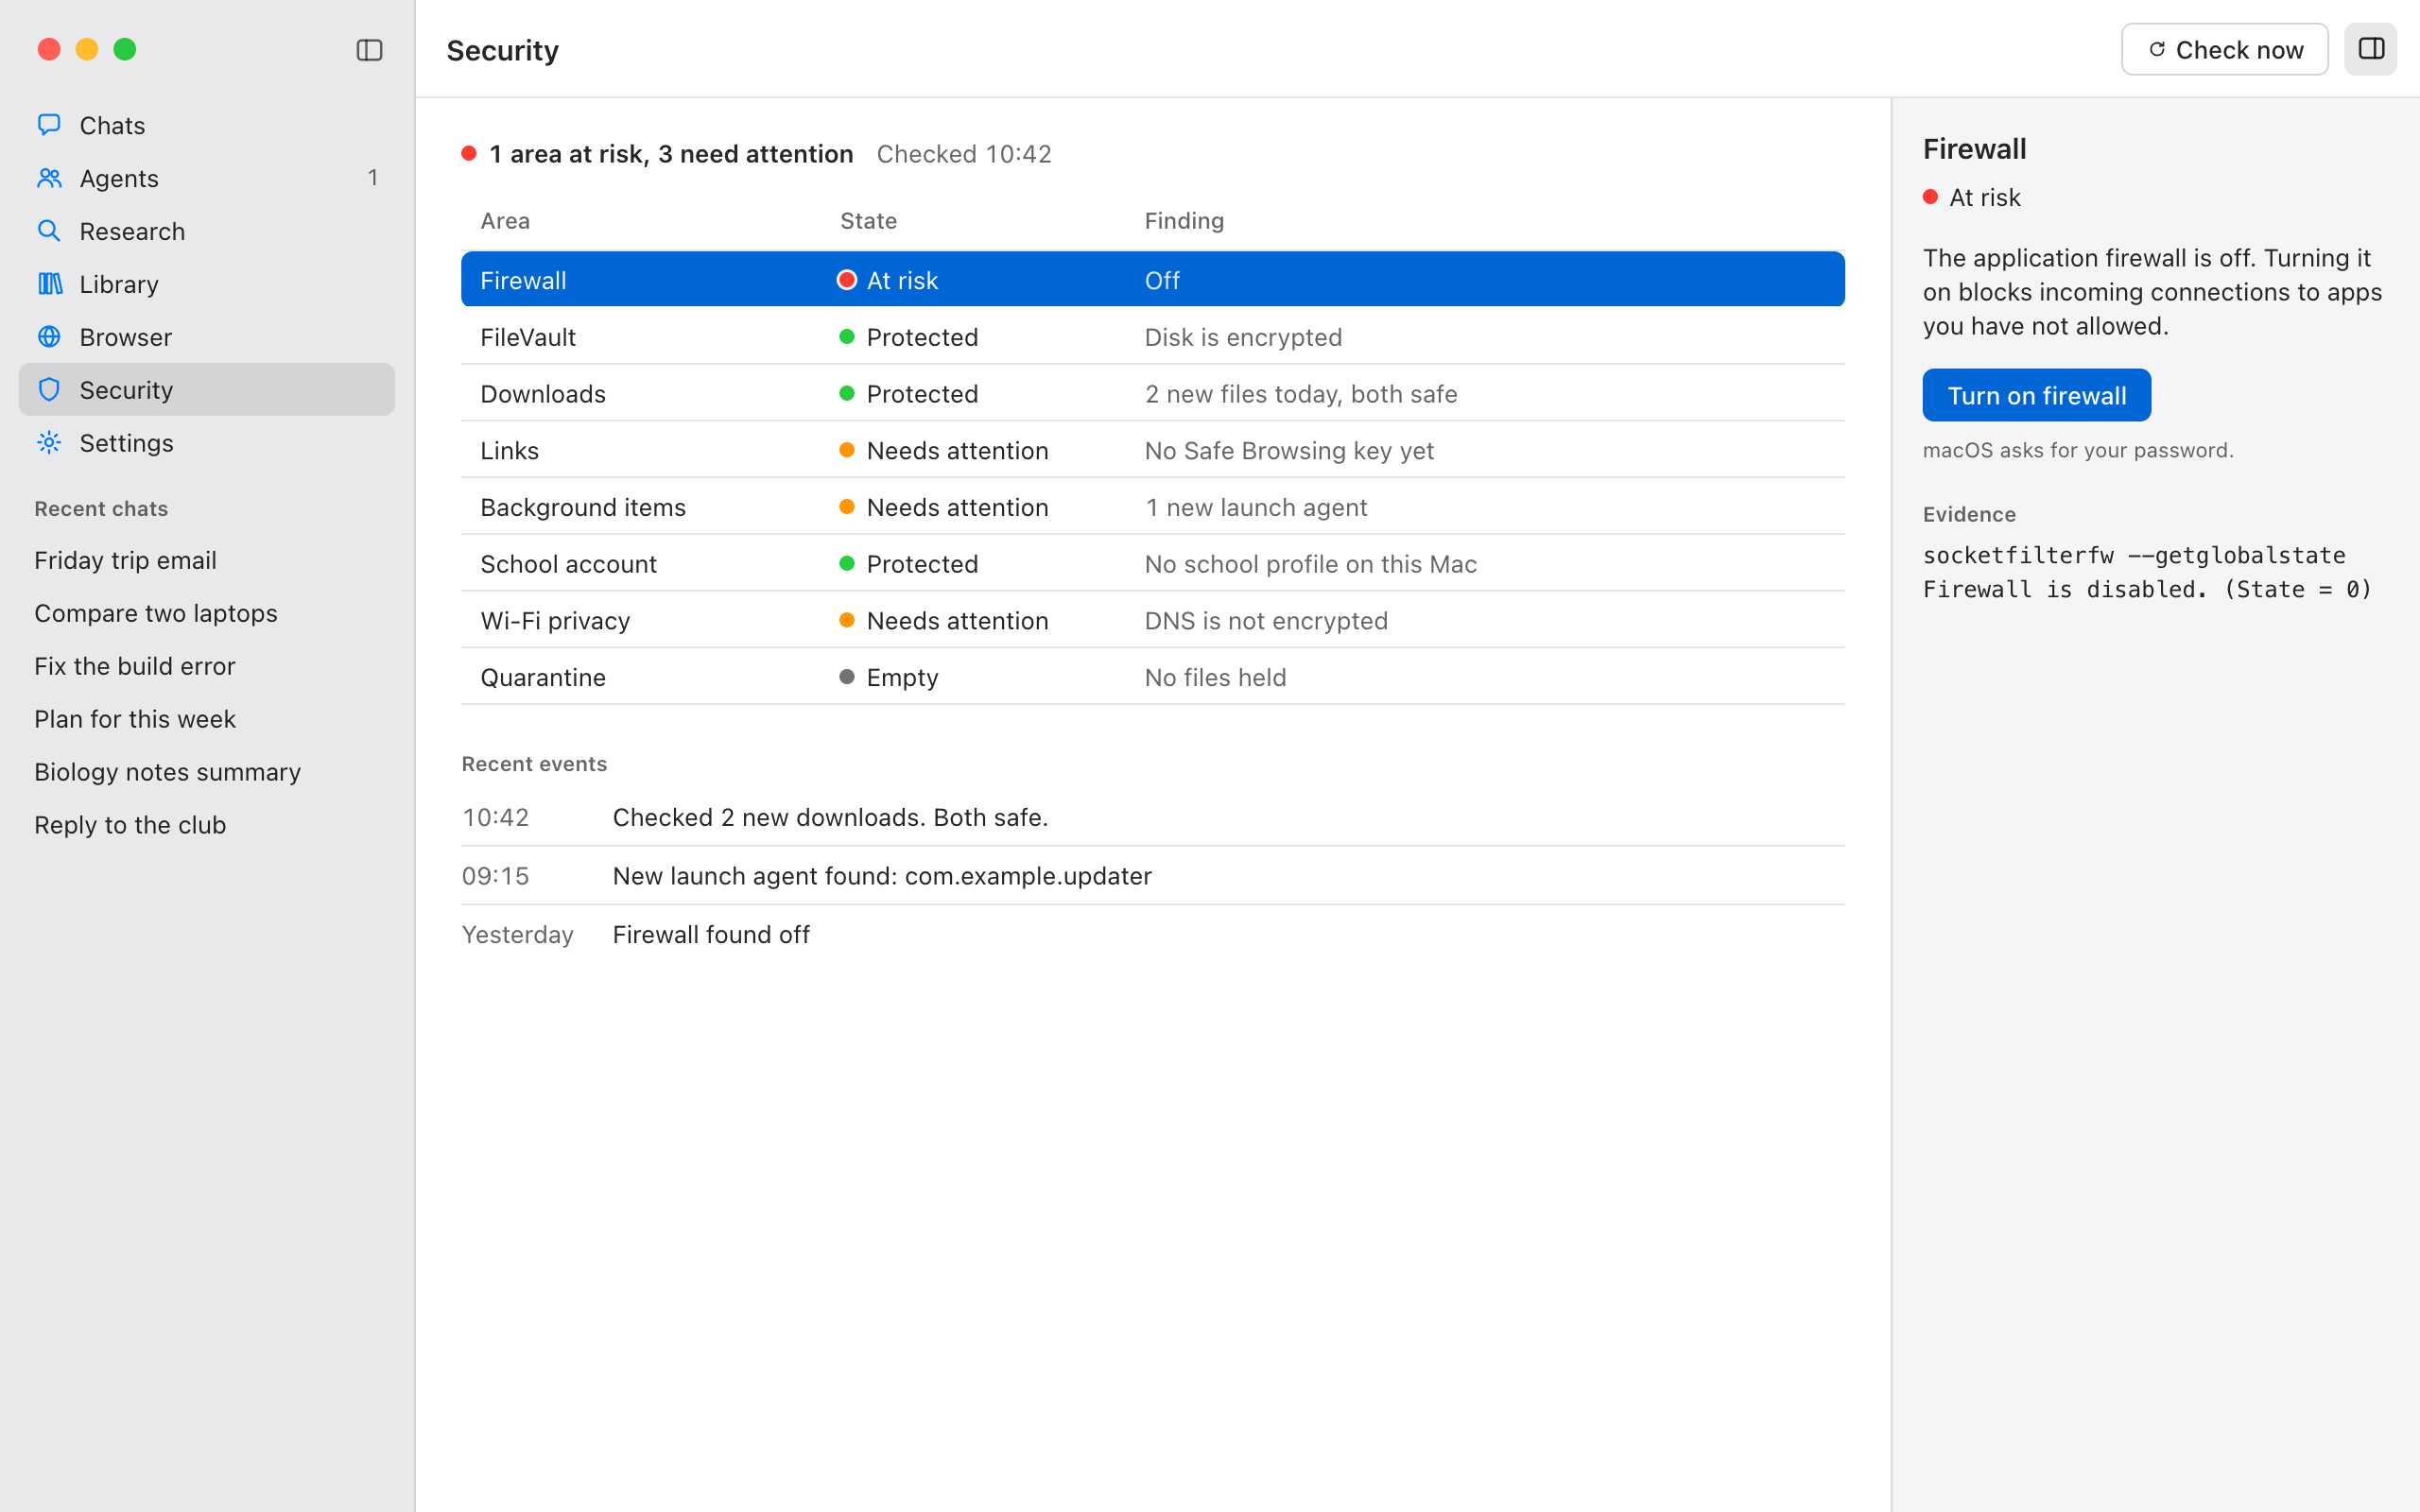 Security
Check now
Chats
Agents 1
Research
Library
Browser
Security
Settings
Recent chats
Friday trip email
Compare two laptops
Fix the build error
Plan for this week
Biology notes summary
Reply to the club
1 area at risk, 3 need attention Checked 10:42
Area State Finding
Firewall At risk Off
FileVault Protected Disk is encrypted
Downloads Protected 2 new files today, both safe
Links Needs attention No Safe Browsing key yet
Background items Needs attention 1 new launch agent
School account Protected No school profile on this Mac
Wi-Fi privacy Needs attention DNS is not encrypted
Quarantine Empty No files held
Recent events
10:42 Checked 2 new downloads. Both safe.
09:15 New launch agent found: com.example.updater
Yesterday Firewall found off
Firewall
At risk
The application firewall is off. Turning it
on blocks incoming connections to apps
you have not allowed.
Turn on firewall
macOS asks for your password.
Evidence
socketfilterfw --getglobalstate
Firewall is disabled. (State = 0)